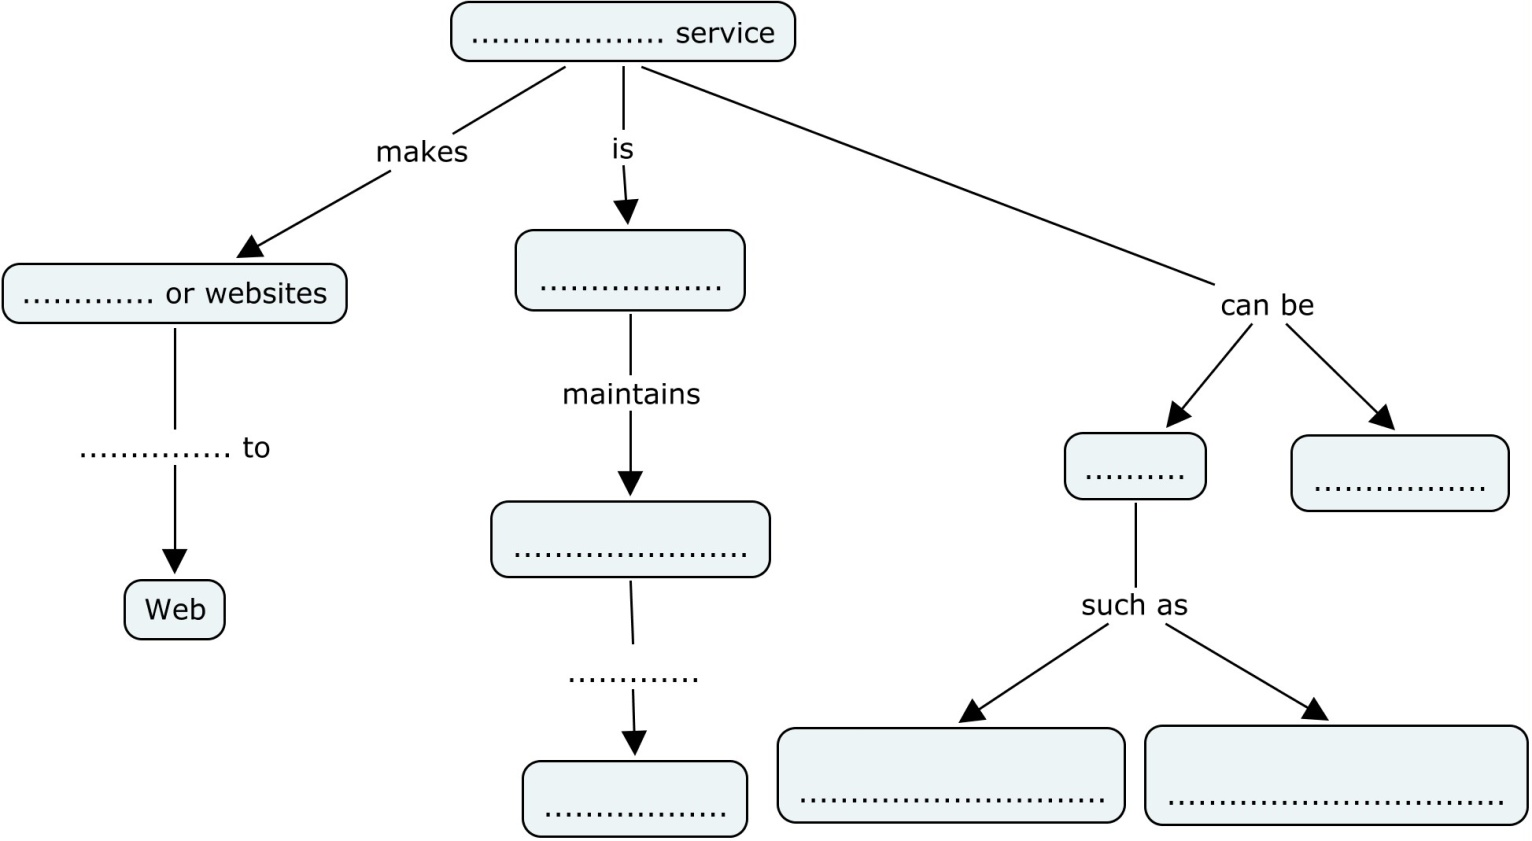 ................... service
makes
is
............. or websites
..................
can be
maintains
............... to
..........
.................
.......................
Web
such as
.............
..............................
.................................
..................